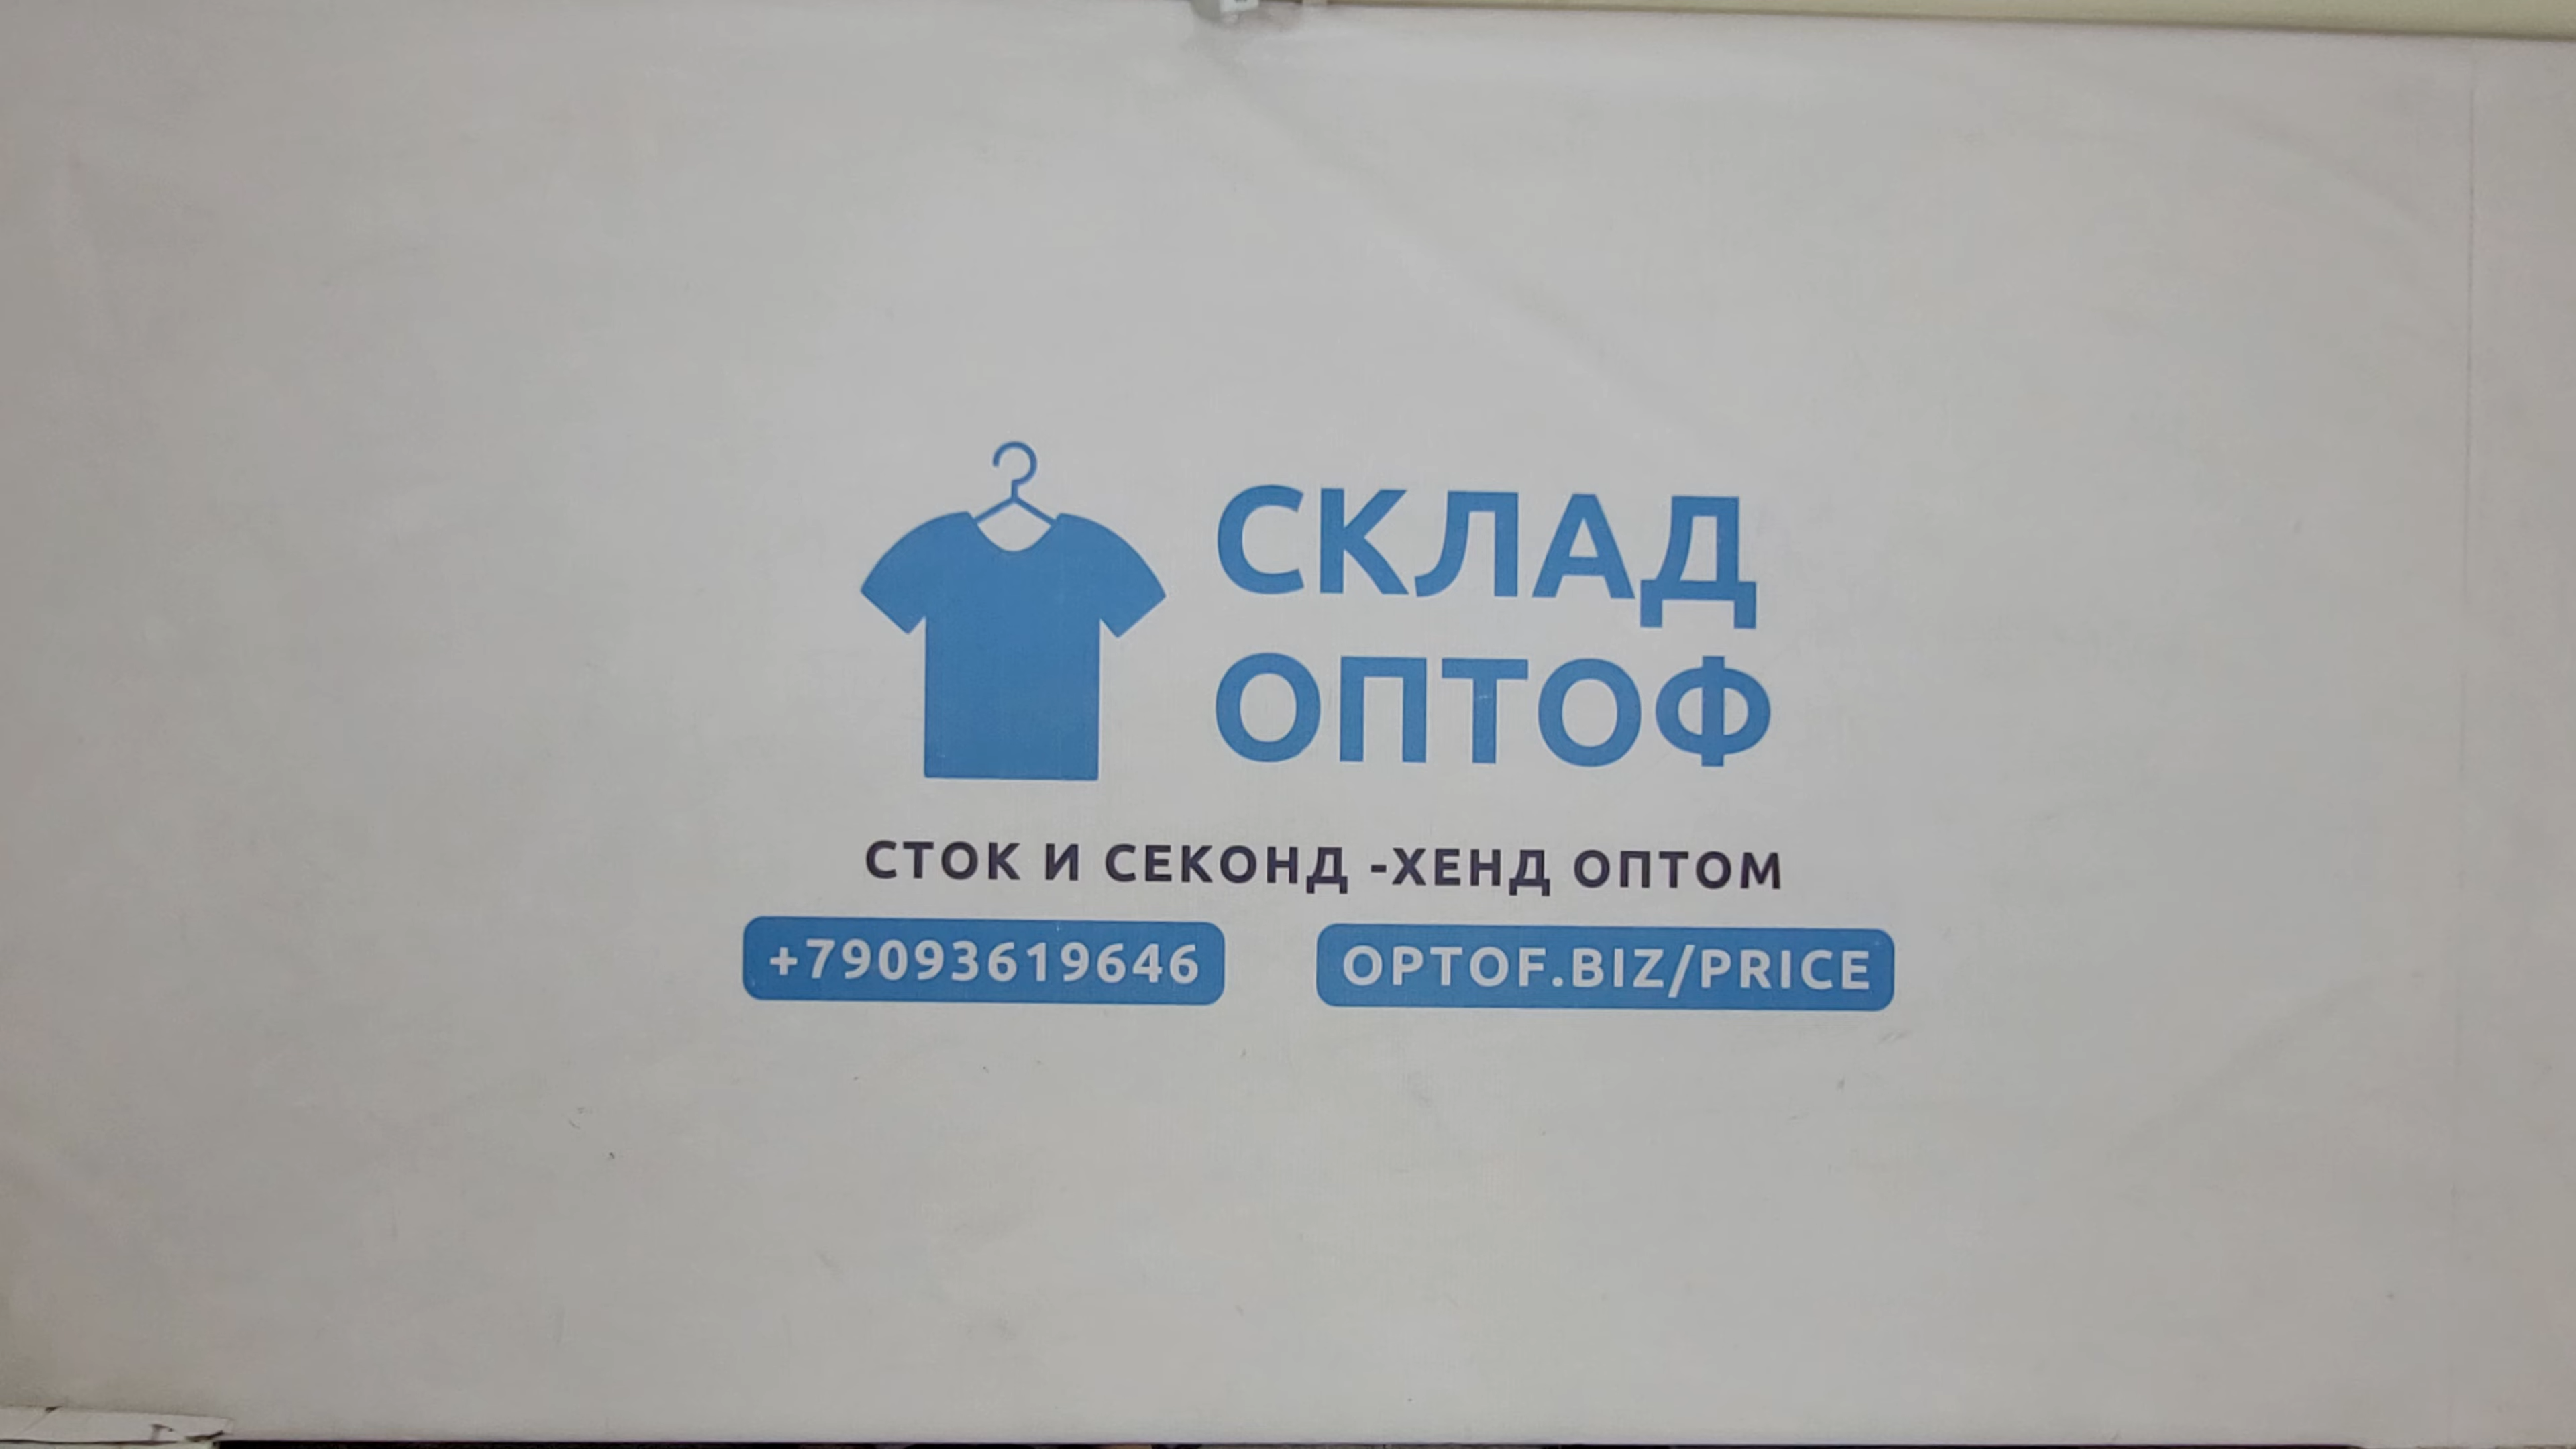 СКЛАД
ОПТОФ
СТОК И СЕКОНД -ХЕНД ОПТОМ
+79093619646
OPTOF.BIZ/PRICE